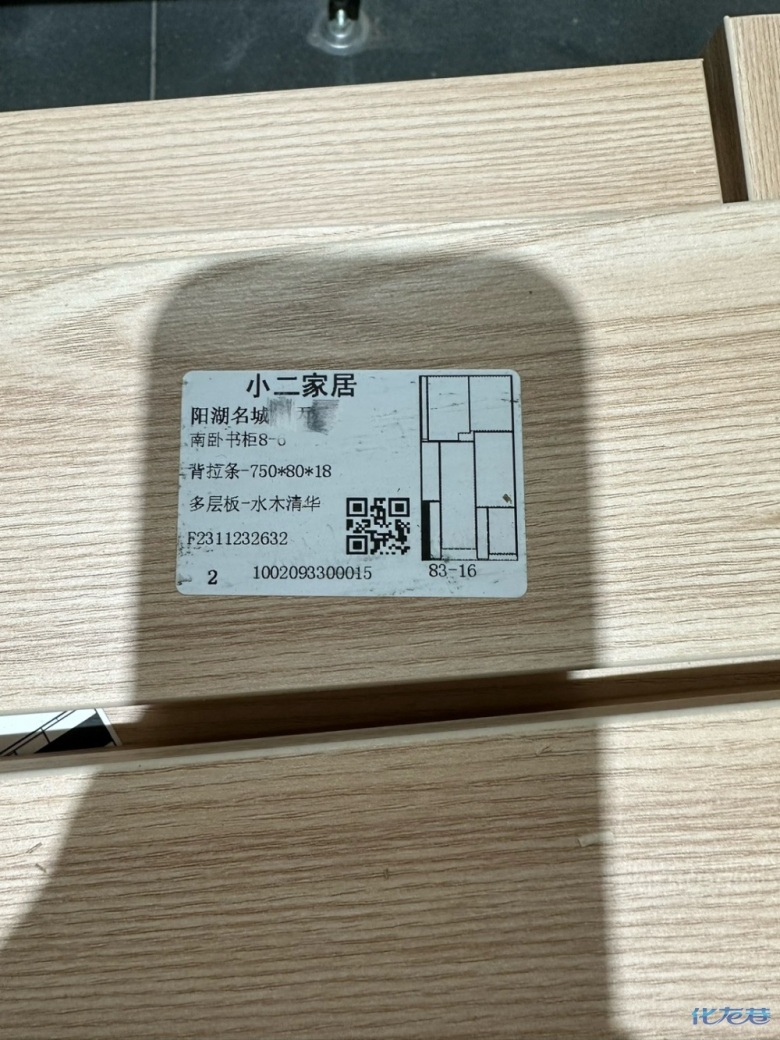 小二家居
阳湖名城
南卧书柜8-
背拉条-750*80*18
多层板-水木清华
F2311232632
2 1002093300015 83-16
化龙巷